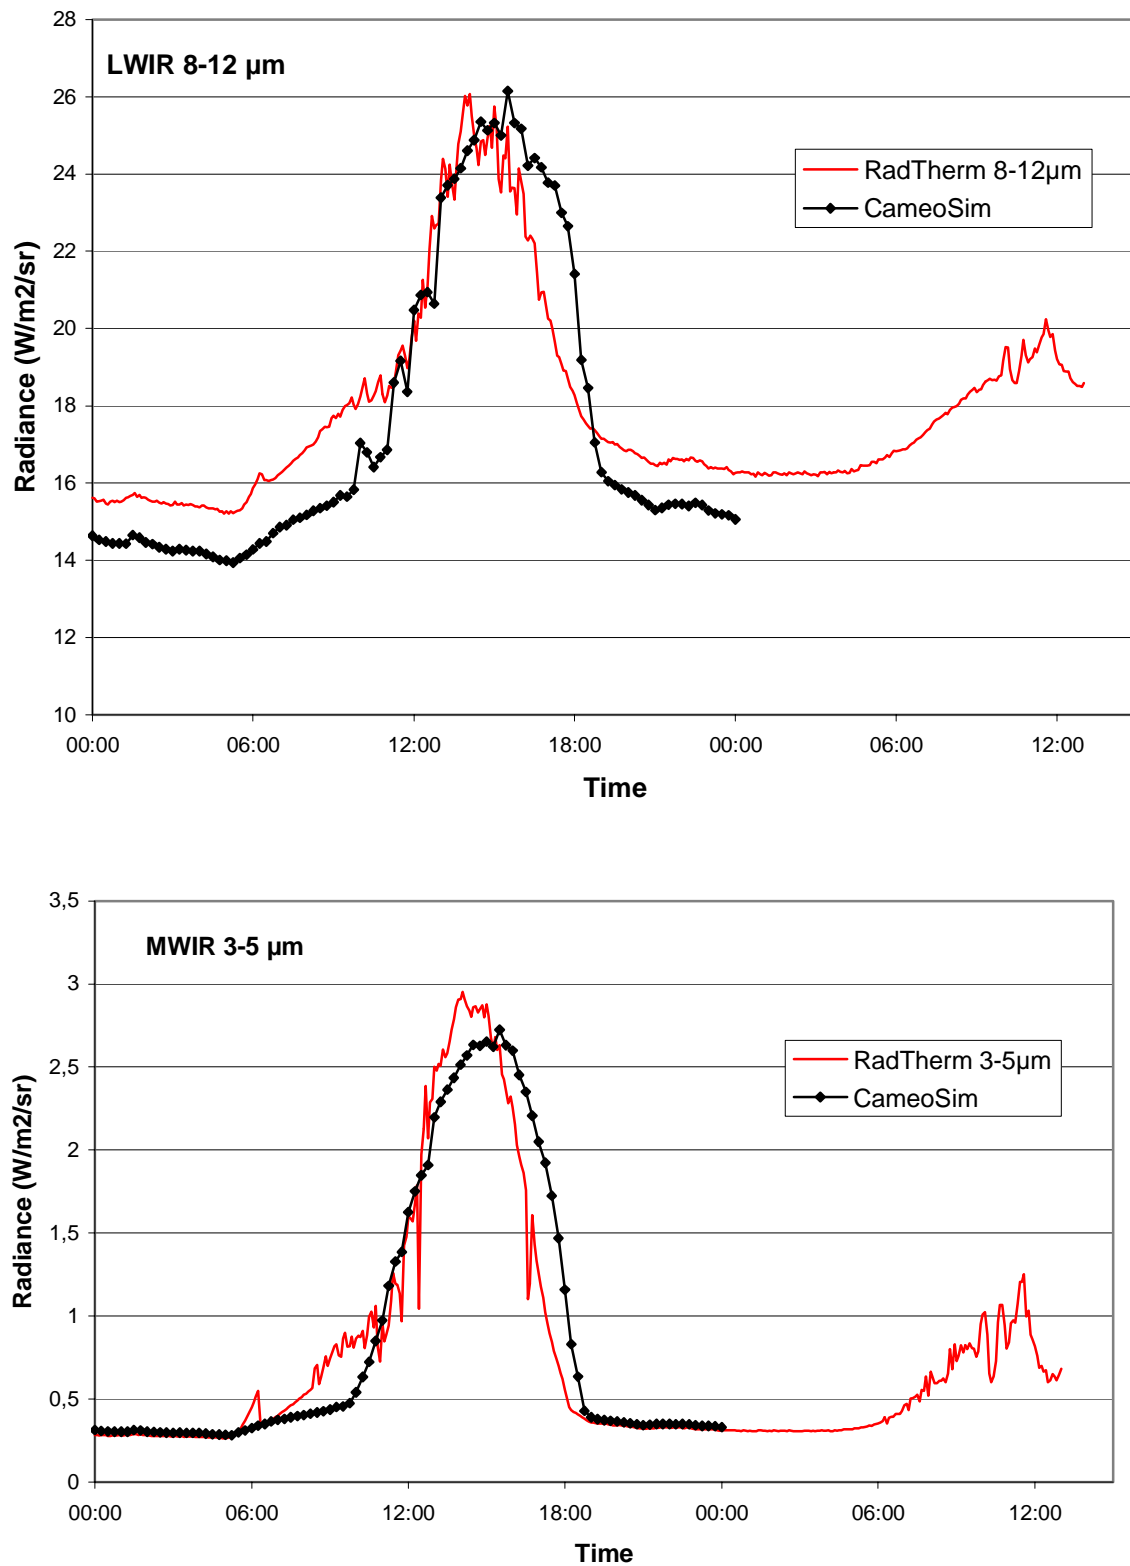 28
LWIR 8-12 µm
26
24
RadTherm 8-12µm
CameoSim
22
20
18
16
14
12
10
Radiance (W/m2/sr)
00:00 06:00 12:00 18:00 00:00 06:00 12:00
Time
3,5
MWIR 3-5 µm
3
RadTherm 3-5µm
CameoSim
2,5
2
1,5
1
0,5
0
Radiance (W/m2/sr)
00:00 06:00 12:00 18:00 00:00 06:00 12:00
Time